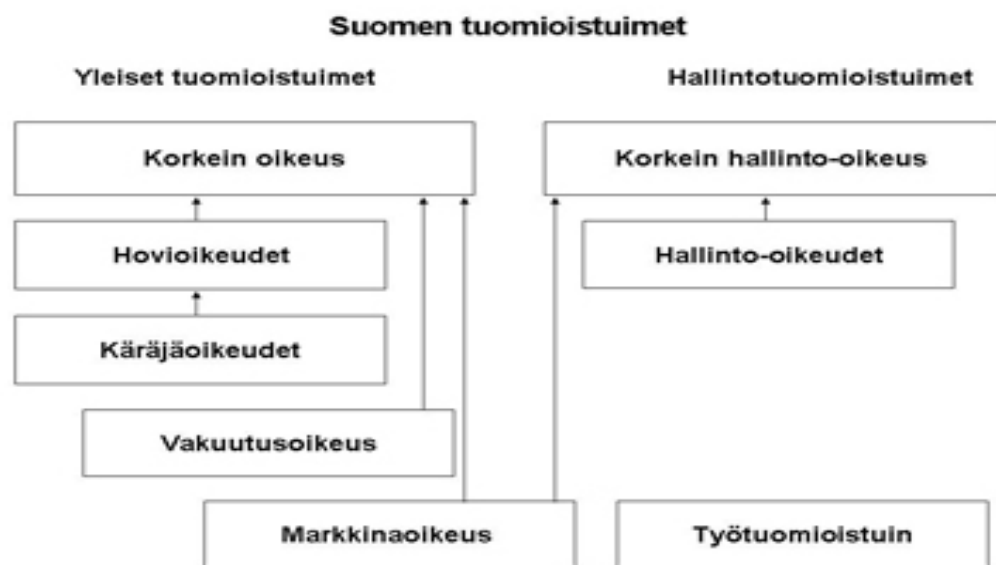 Suomen tuomioistuimet
Yleiset tuomioistuimet
Hallintotuomioistuimet
Korkein oikeus
Korkein hallinto-oikeus
Hovioikeudet
Hallinto-oikeudet
Käräjäoikeudet
Vakuutusoikeus
Markkinaoikeus
Työtuomioistuin